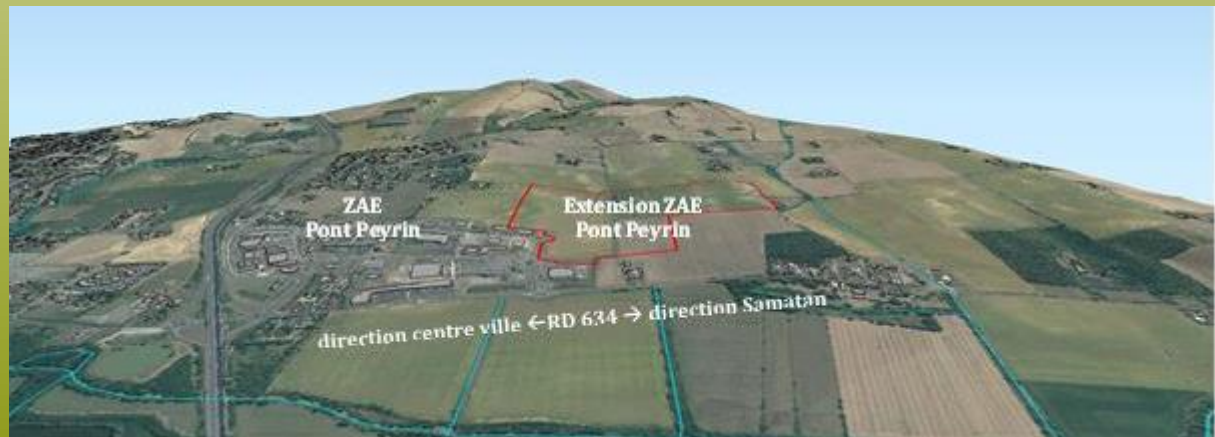 ZAE
Pont Peyrin
Extension ZAE
Pont Peyrin
direction centre ville ←RD 634 → direction Samatan